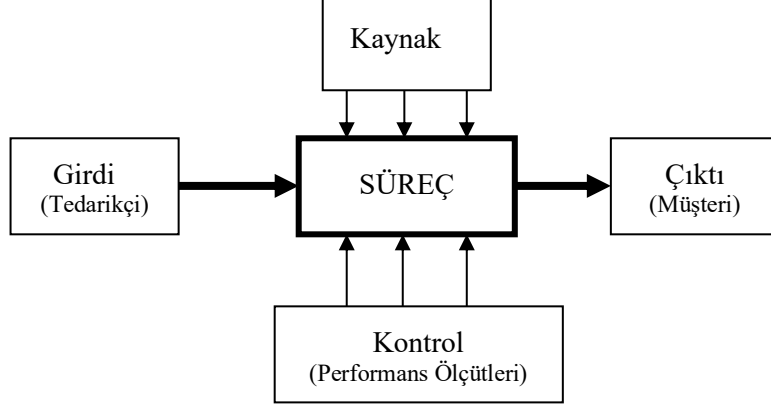 Kaynak
Girdi
(Tedarikçi)
SÜREÇ
Çıktı
(Müşteri)
Kontrol
(Performans Ölçütleri)